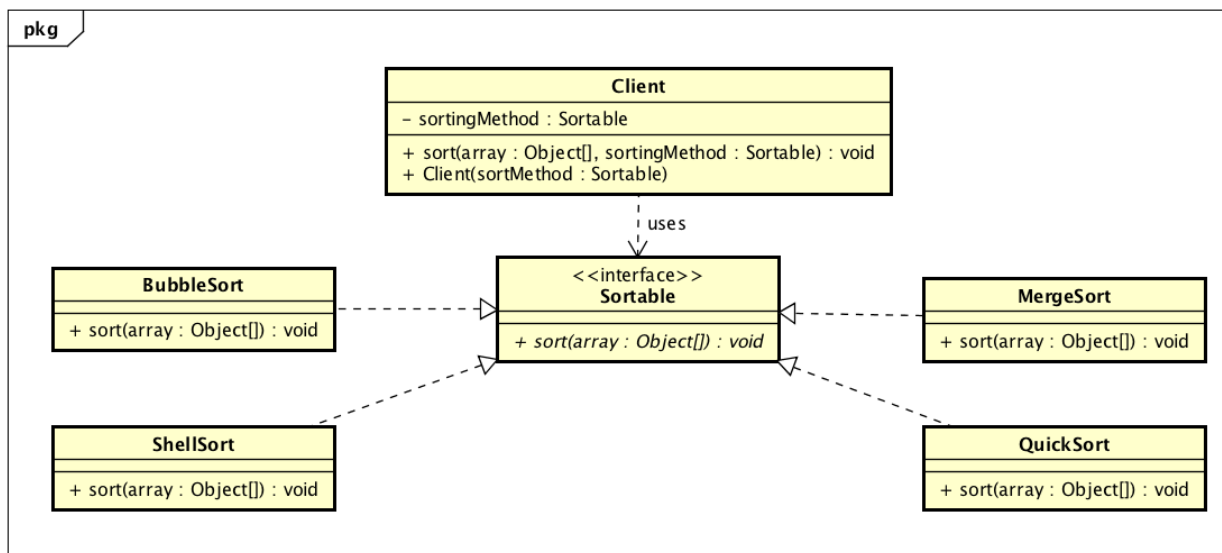 pkg
Client
– sortingMethod : Sortable
+ sort(array : Object[], sortingMethod : Sortable) : void
+ Client(sortMethod : Sortable)
uses
<<interface>>
Sortable
+ sort(array : Object[]) : void
BubbleSort
+ sort(array : Object[]) : void
MergeSort
+ sort(array : Object[]) : void
ShellSort
+ sort(array : Object[]) : void
QuickSort
+ sort(array : Object[]) : void